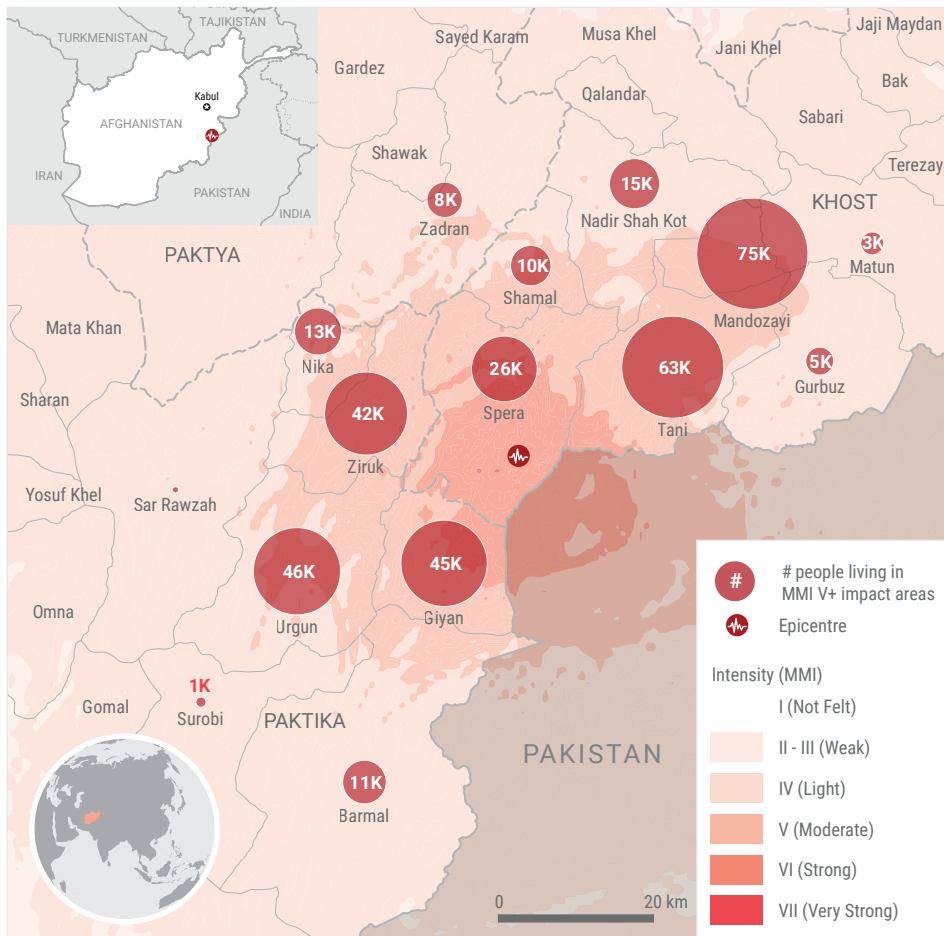 TAJIKISTAN
TURKMENISTAN
Kabul
AFGHANISTAN
IRAN
PAKISTAN
INDIA
Sayed Karam
Musa Khel
Jaji Maydan
Jani Khel
Gardez
Bak
Qalandar
Sabari
Shawak
Terezay
15K
8K
Nadir Shah Kot
KHOST
Zadran
3K
PAKTYA
75K
Matun
10K
Shamal
Mandozayi
Mata Khan
13K
Nika
26K
63K
5K
Gurbuz
Sharan
42K
Spera
Tani
Ziruk
Yosuf Khel
Sar Rawzah
46K
45K
Omna
Urgun
Giyan
1K
Gomal
Surobi
PAKTIKA
PAKISTAN
11K
Barmal
0
20 km
#
# people living in
MMI V+ impact areas
Epicentre
Intensity (MMI)
I (Not Felt)
II - III (Weak)
IV (Light)
V (Moderate)
VI (Strong)
VII (Very Strong)